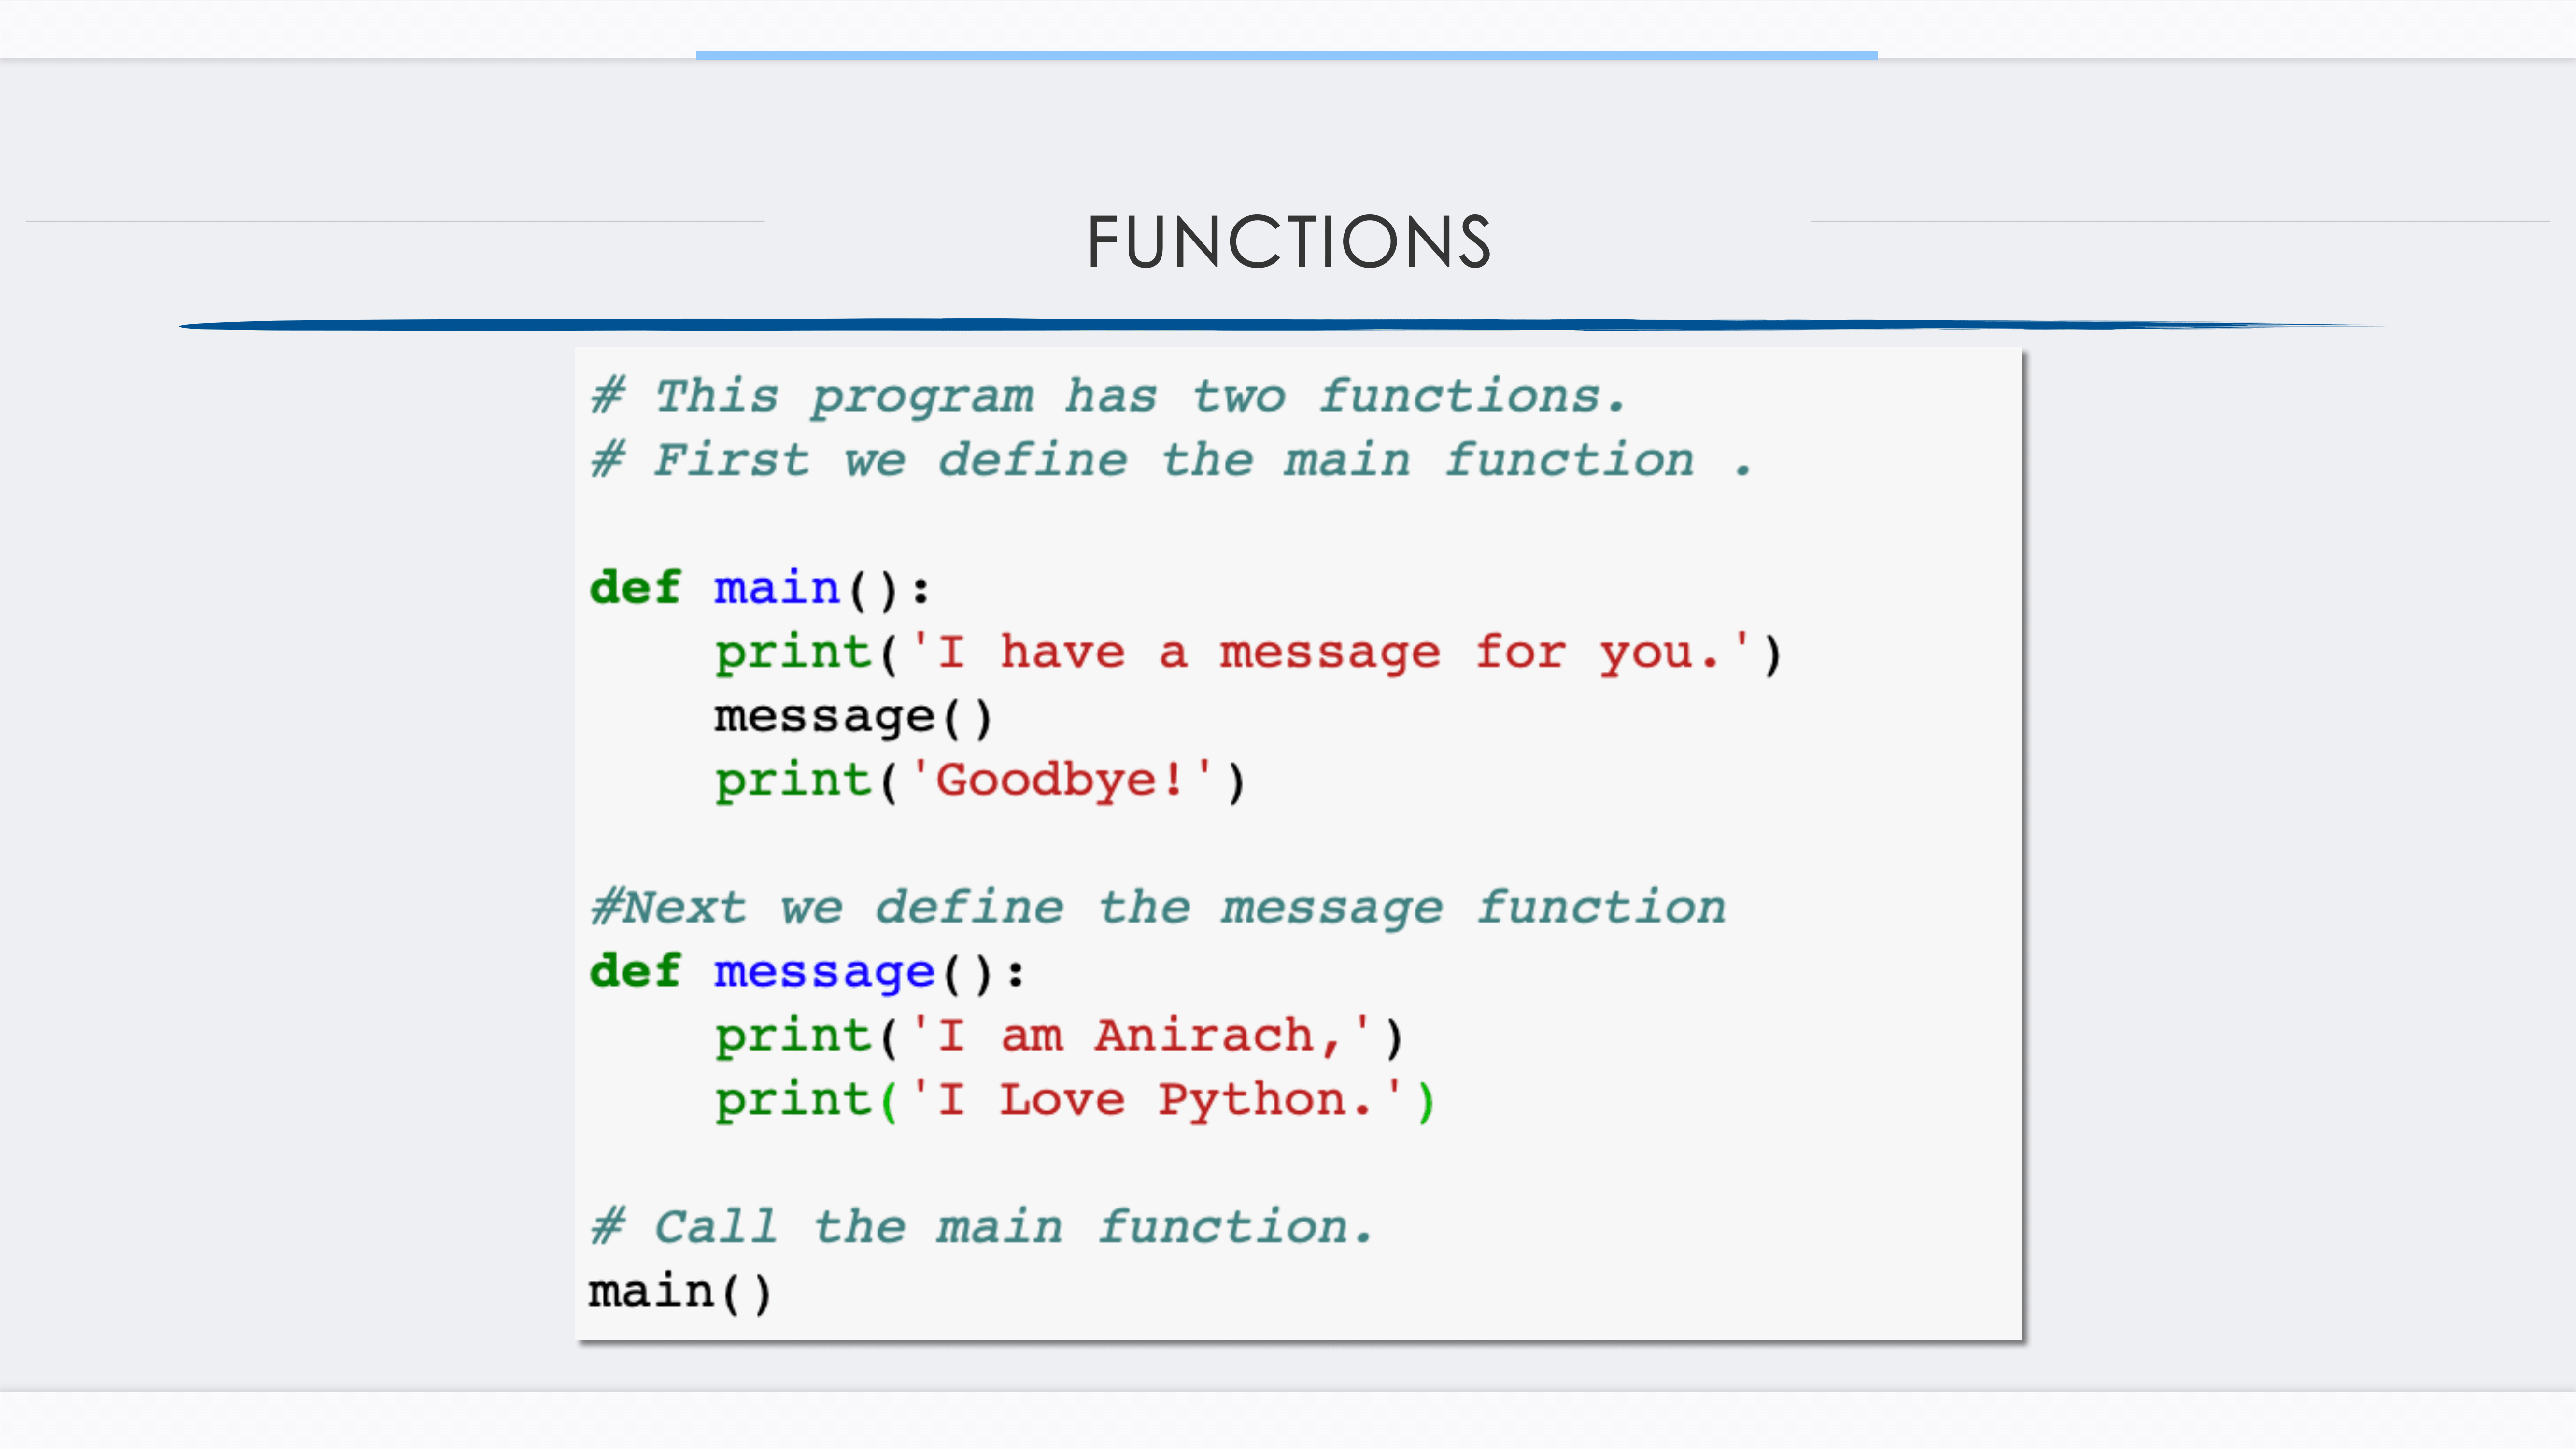 FUNCTIONS
# This program has two functions.
# First we define the main function .
def main():
    print('I have a message for you.')
    message()
    print('Goodbye!')
#Next we define the message function
def message():
    print('I am Anirach,')
    print('I Love Python.')
# Call the main function.
main()